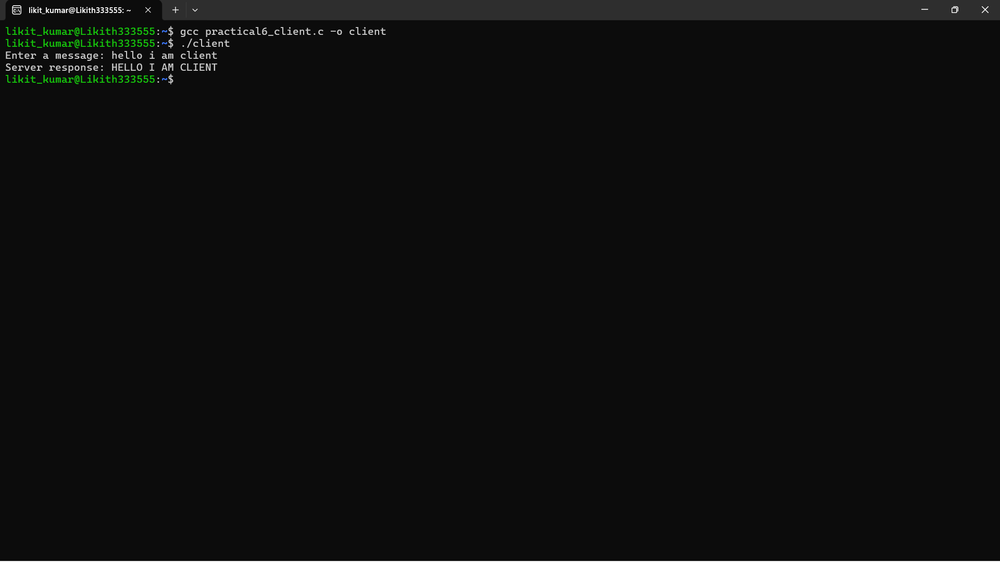 likit_kumar@Likith333555: ~
likit_kumar@Likith333555:~$ gcc practical6_client.c -o client
likit_kumar@Likith333555:~$ ./client
Enter a message: hello i am client
Server response: HELLO I AM CLIENT
likit_kumar@Likith333555:~$